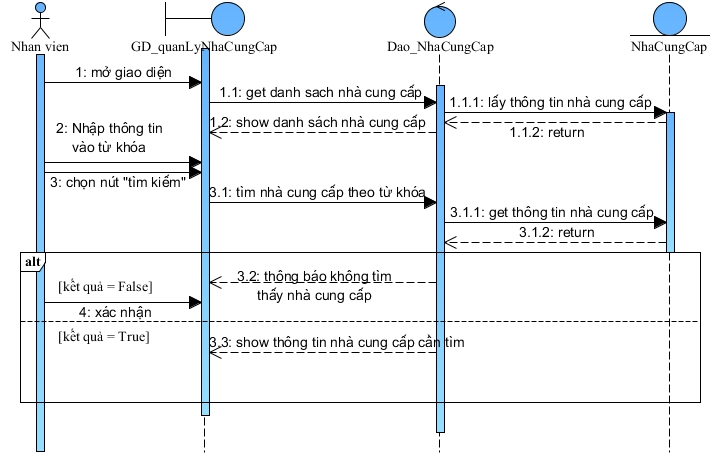 Nhan vien
GD_quanLyNhaCungCap
Dao_NhaCungCap
NhaCungCap
1: mở giao diện
1.1: get danh sach nhà cung cấp
1.1.1: lấy thông tin nhà cung cấp
1.2: show danh sách nhà cung cấp
1.1.2: return
2: Nhập thông tin
vào từ khóa
3: chọn nút "tìm kiếm"
3.1: tìm nhà cung cấp theo từ khóa
3.1.1: get thông tin nhà cung cấp
3.1.2: return
alt
3.2: thông báo không tìm
thấy nhà cung cấp
[kết quả = False]
4: xác nhận
[kết quả = True]
3.3: show thông tin nhà cung cấp cần tìm